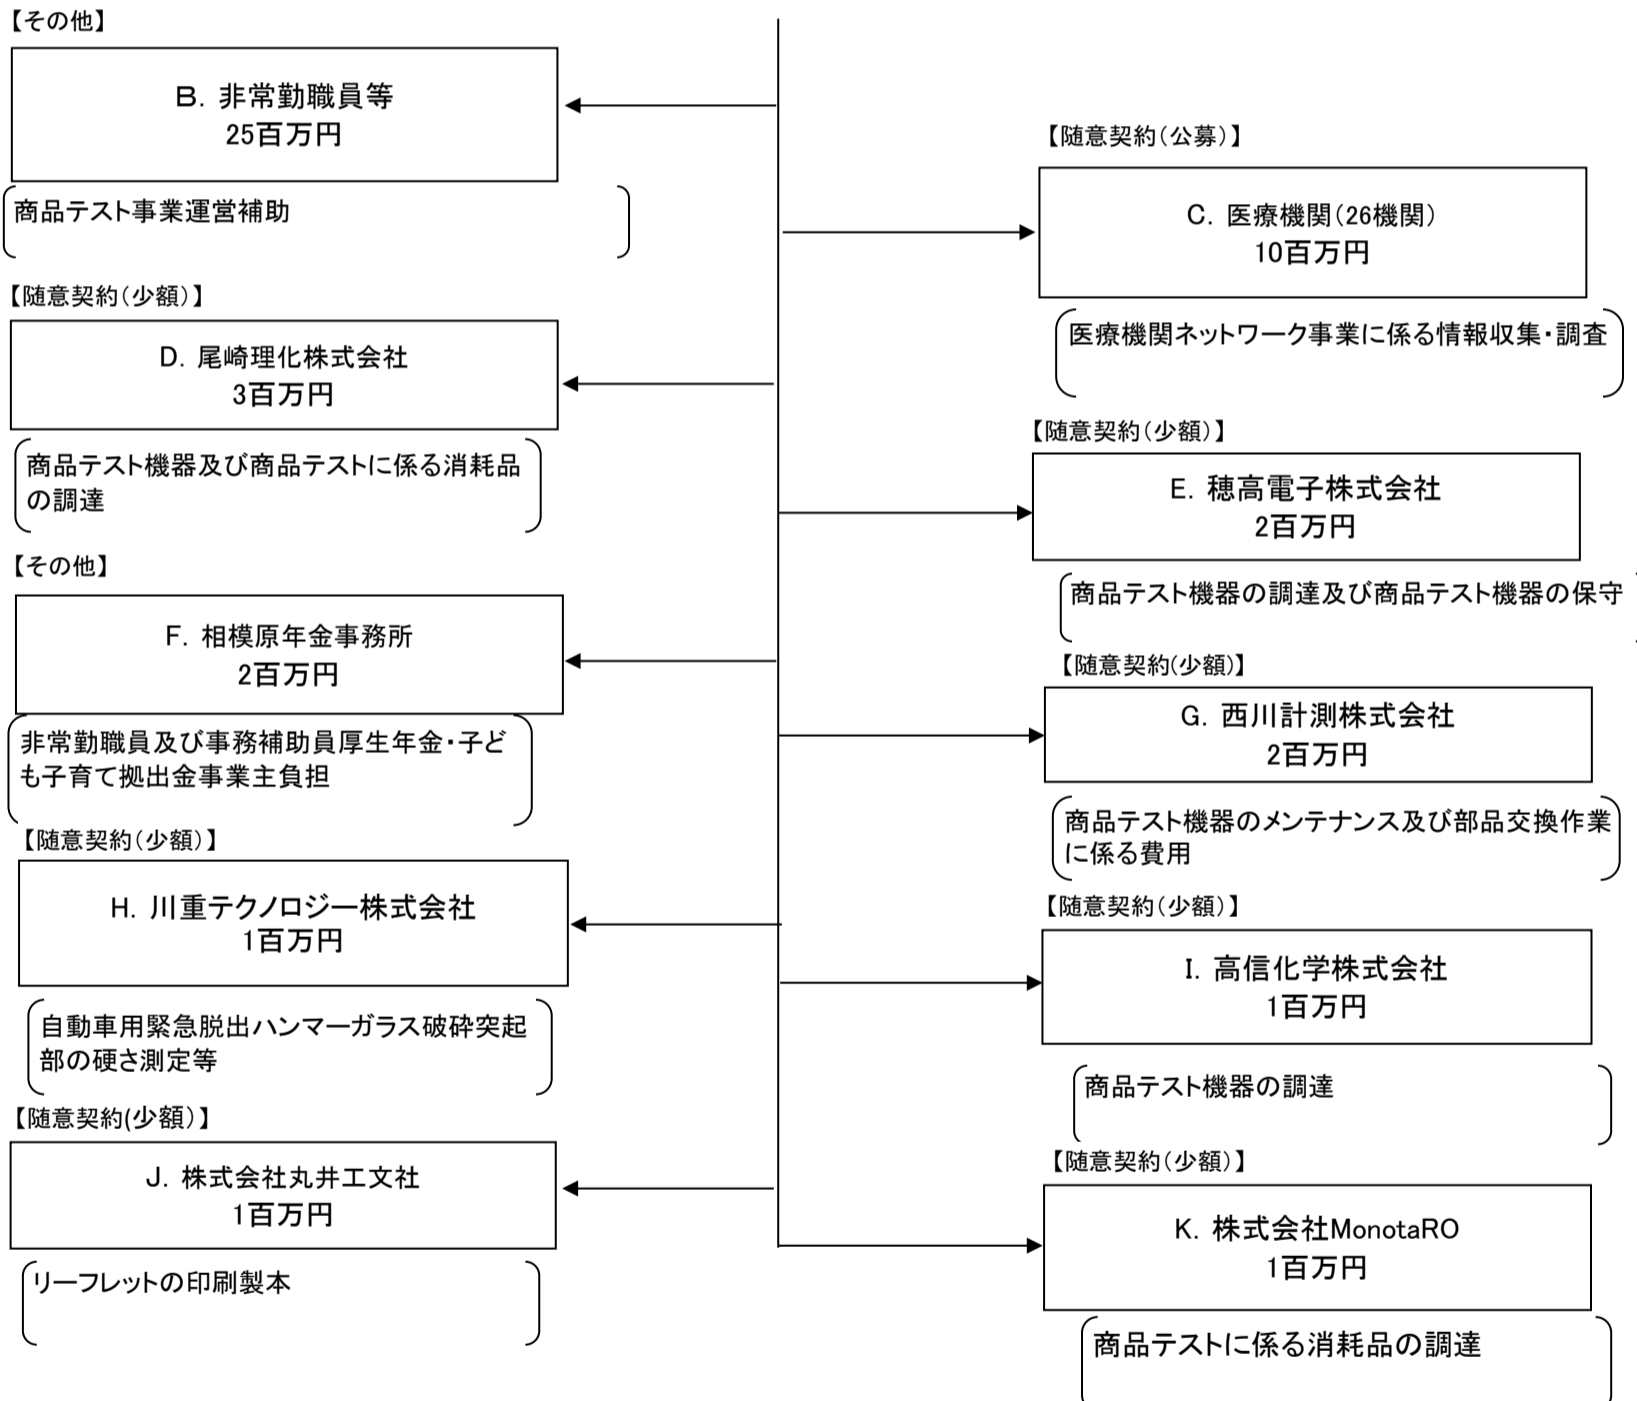 【その他】
B. 非常勤職員等
25百万円
商品テスト事業運営補助
【随意契約(公募)】
C. 医療機関(26機関)
10百万円
医療機関ネットワーク事業に係る情報収集・調査
【随意契約(少額)】
D. 尾崎理化株式会社
3百万円
商品テスト機器及び商品テストに係る消耗品
の調達
【随意契約(少額)】
E. 穂高電子株式会社
2百万円
商品テスト機器の調達及び商品テスト機器の保守
【その他】
F. 相模原年金事務所
2百万円
非常勤職員及び事務補助員厚生年金・子ど
も子育て拠出金事業主負担
【随意契約(少額)】
G. 西川計測株式会社
2百万円
商品テスト機器のメンテナンス及び部品交換作業
に係る費用
【随意契約(少額)】
H. 川重テクノロジー株式会社
1百万円
自動車用緊急脱出ハンマーガラス破砕突起
部の硬さ測定等
【随意契約(少額)】
I. 高信化学株式会社
1百万円
商品テスト機器の調達
【随意契約(少額)】
J. 株式会社丸井工文社
1百万円
リーフレットの印刷製本
【随意契約(少額)】
K. 株式会社MonotaRO
1百万円
商品テストに係る消耗品の調達